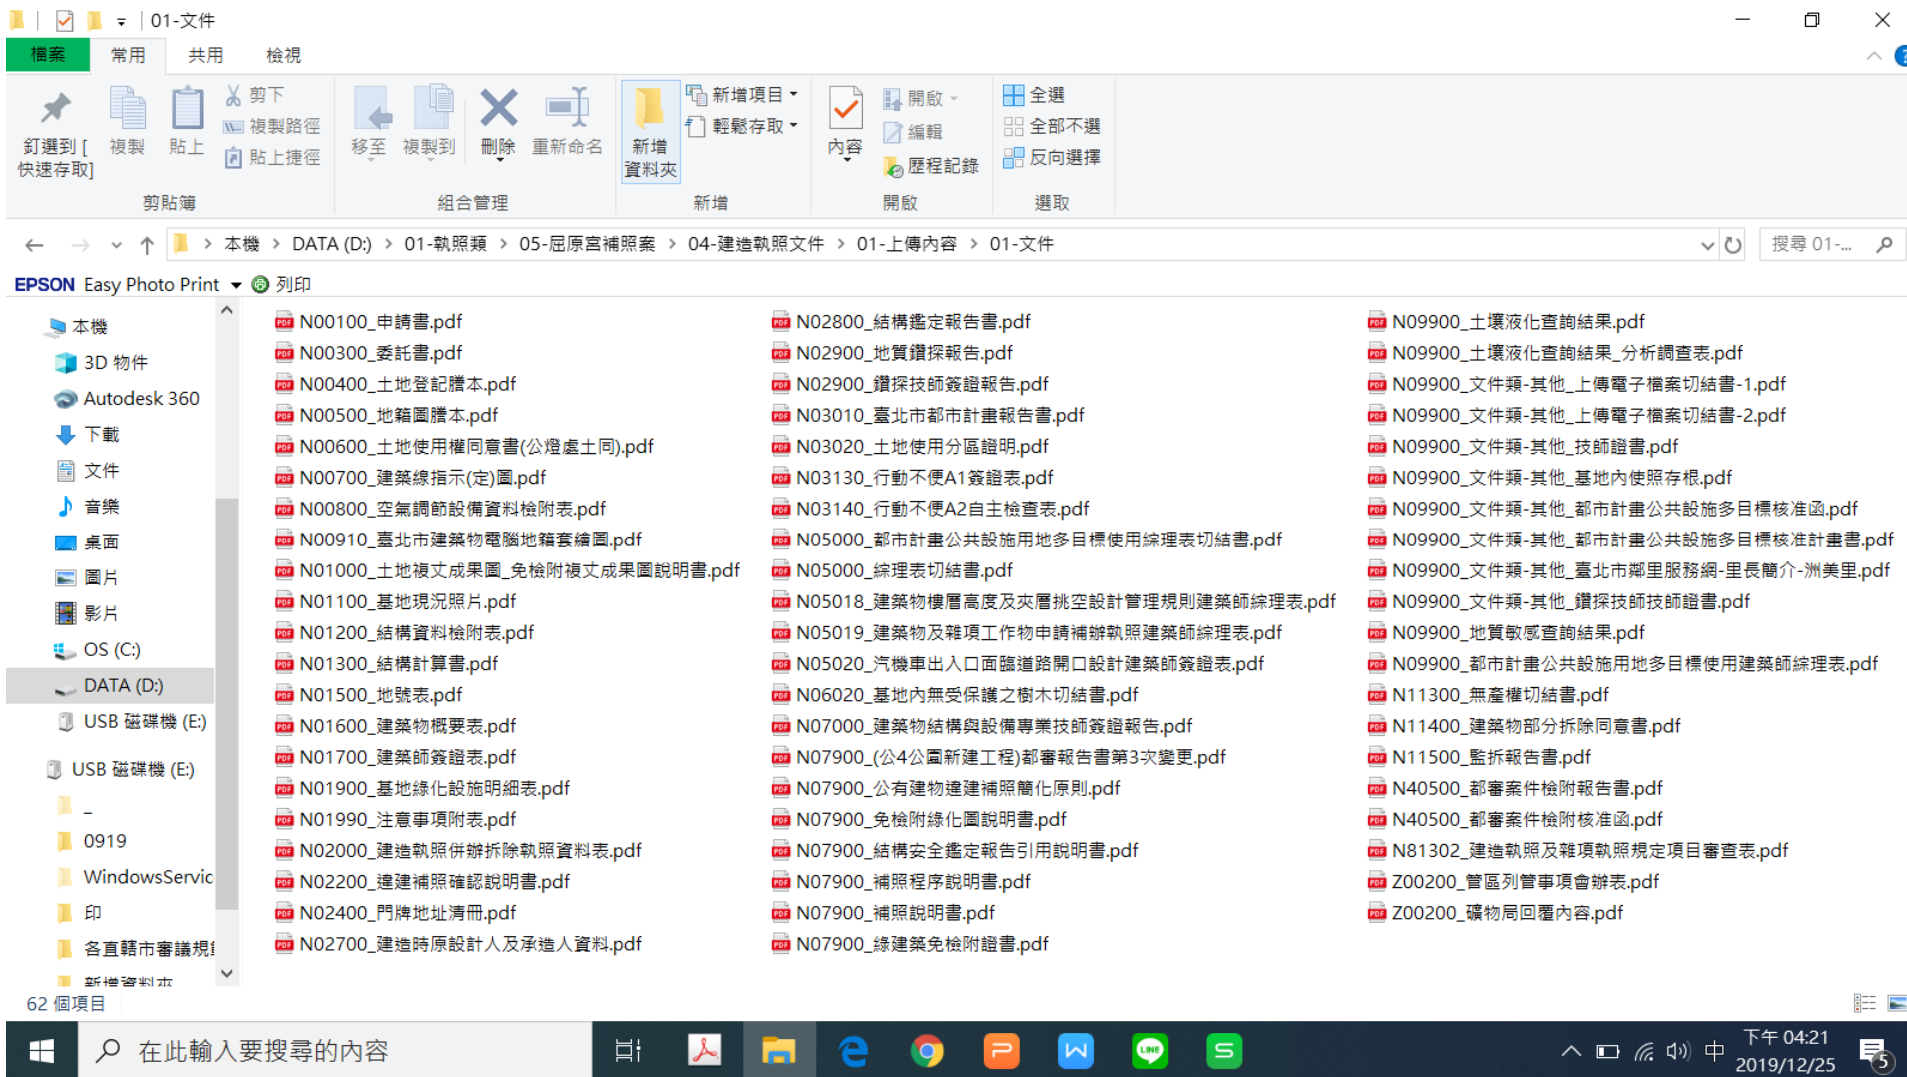 01-文件
檔案 常用 共用 檢視
釘選到 [快速存取]
複製
貼上
剪下
複製路徑
貼上捷徑
剪貼簿
移至
複製到
刪除
重新命名
組合管理
新增資料夾
新增項目
輕鬆存取
新增
內容
開啟
編輯
歷程記錄
開啟
全選
全部不選
反向選擇
選取
本機 > DATA (D:) > 01-執照類 > 05-屈原宮補照案 > 04-建造執照文件 > 01-上傳內容 > 01-文件
搜尋 01-...
EPSON Easy Photo Print 列印
本機
3D 物件
Autodesk 360
下載
文件
音樂
桌面
圖片
影片
OS (C:)
DATA (D:)
USB 磁碟機 (E:)
USB 磁碟機 (E:)
_
0919
WindowsServic
印
各直轄市審議規
新增資料夾
N00100_申請書.pdf
N00300_委託書.pdf
N00400_土地登記謄本.pdf
N00500_地籍圖謄本.pdf
N00600_土地使用權同意書(公燈處土同).pdf
N00700_建築線指示(定)圖.pdf
N00800_空氣調節設備資料檢附表.pdf
N00910_臺北市建築物電腦地籍套繪圖.pdf
N01000_土地複丈成果圖_免檢附複丈成果圖說明書.pdf
N01100_基地現況照片.pdf
N01200_結構資料檢附表.pdf
N01300_結構計算書.pdf
N01500_地號表.pdf
N01600_建築物概要表.pdf
N01700_建築師簽證表.pdf
N01900_基地綠化設施明細表.pdf
N01990_注意事項附表.pdf
N02000_建造執照併辦拆除執照資料表.pdf
N02200_違建補照確認說明書.pdf
N02400_門牌地址清冊.pdf
N02700_建造時原設計人及承造人資料.pdf
N02800_結構鑑定報告書.pdf
N02900_地質鑽探報告.pdf
N02900_鑽探技師簽證報告.pdf
N03010_臺北市都市計畫報告書.pdf
N03020_土地使用分區證明.pdf
N03130_行動不便A1簽證表.pdf
N03140_行動不便A2自主檢查表.pdf
N05000_都市計畫公共設施用地多目標使用綜理表切結書.pdf
N05000_綜理表切結書.pdf
N05018_建築物樓層高度及夾層挑空設計管理規則建築師綜理表.pdf
N05019_建築物及雜項工作物申請補辦執照建築師綜理表.pdf
N05020_汽機車出入口面臨道路開口設計建築師簽證表.pdf
N06020_基地內無受保護之樹木切結書.pdf
N07000_建築物結構與設備專業技師簽證報告.pdf
N07900_(公4公園新建工程)都審報告書第3次變更.pdf
N07900_公有建物違建補照簡化原則.pdf
N07900_免檢附綠化圖說明書.pdf
N07900_結構安全鑑定報告引用說明書.pdf
N07900_補照程序說明書.pdf
N07900_補照說明書.pdf
N07900_綠建築免檢附證書.pdf
N09900_土壤液化查詢結果.pdf
N09900_土壤液化查詢結果_分析調查表.pdf
N09900_文件類-其他_上傳電子檔案切結書-1.pdf
N09900_文件類-其他_上傳電子檔案切結書-2.pdf
N09900_文件類-其他_技師證書.pdf
N09900_文件類-其他_基地內使照存根.pdf
N09900_文件類-其他_都市計畫公共設施多目標核准函.pdf
N09900_文件類-其他_都市計畫公共設施多目標核准計畫書.pdf
N09900_文件類-其他_臺北市鄰里服務網-里長簡介-洲美里.pdf
N09900_文件類-其他_鑽探技師技師證書.pdf
N09900_地質敏感查詢結果.pdf
N09900_都市計畫公共設施用地多目標使用建築師綜理表.pdf
N11300_無產權切結書.pdf
N11400_建築物部分拆除同意書.pdf
N11500_監拆報告書.pdf
N40500_都審案件檢附報告書.pdf
N40500_都審案件檢附核准函.pdf
N81302_建造執照及雜項執照規定項目審查表.pdf
Z00200_管區列管事項會辦表.pdf
Z00200_礦物局回覆內容.pdf
62 個項目
在此輸入要搜尋的內容
LINE
中
下午 04:21
2019/12/25
5